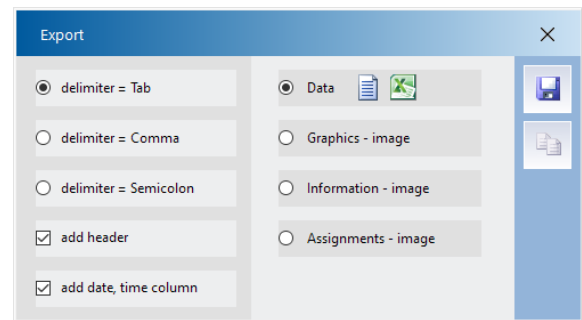 Export
delimiter = Tab
delimiter = Comma
delimiter = Semicolon
add header
add date, time column
Data
Graphics - image
Information - image
Assignments - image